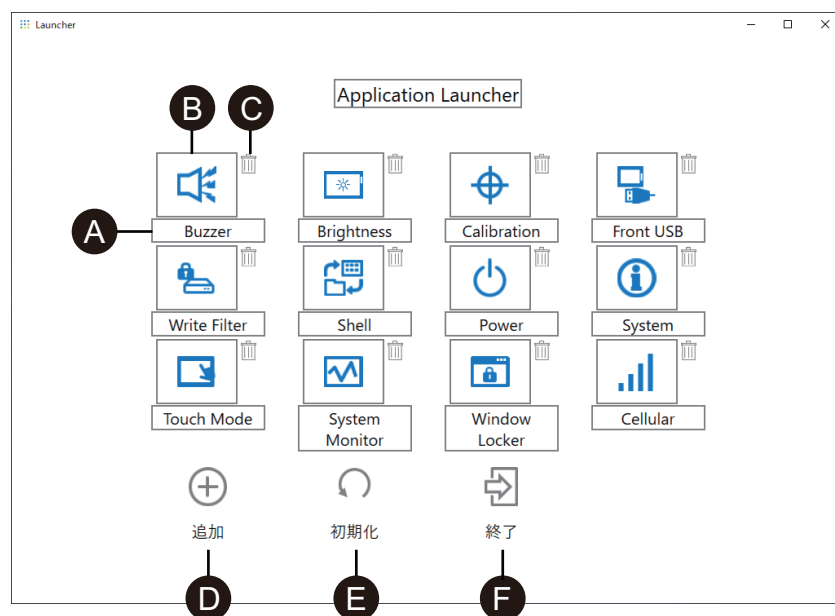 Launcher
Application Launcher
B C
A
Buzzer Brightness Calibration Front USB
Write Filter Shell Power System
Touch Mode System Monitor Window Locker Cellular
追加 初期化 終了
D E F